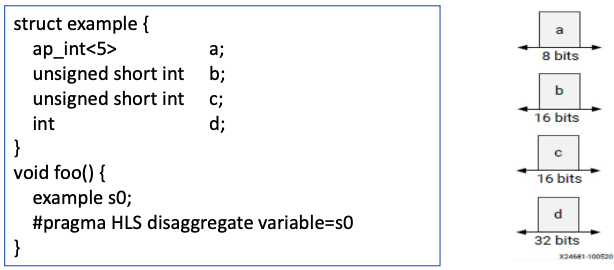 struct example {
ap_int<5> a;
unsigned short int b;
unsigned short int c;
int d;
}
void foo() {
example s0;
#pragma HLS disaggregate variable=s0
}
a
8 bits
b
16 bits
c
16 bits
d
32 bits
X24681-100520